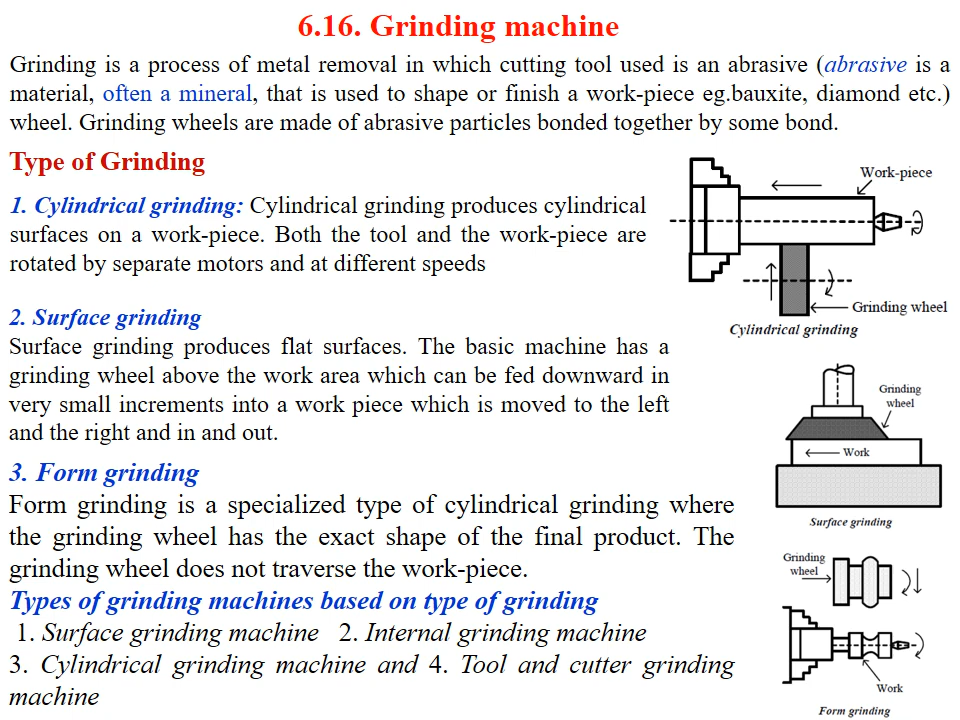 6.16. Grinding machine
Grinding is a process of metal removal in which cutting tool used is an abrasive (abrasive is a
material, often a mineral, that is used to shape or finish a work-piece eg.bauxite, diamond etc.)
wheel. Grinding wheels are made of abrasive particles bonded together by some bond.
Type of Grinding
1. Cylindrical grinding: Cylindrical grinding produces cylindrical
surfaces on a work-piece. Both the tool and the work-piece are
rotated by separate motors and at different speeds
Work-piece
Grinding wheel
Cylindrical grinding
2. Surface grinding
Surface grinding produces flat surfaces. The basic machine has a
grinding wheel above the work area which can be fed downward in
very small increments into a work piece which is moved to the left
and the right and in and out.
Grinding
wheel
Work
Surface grinding
3. Form grinding
Form grinding is a specialized type of cylindrical grinding where
the grinding wheel has the exact shape of the final product. The
grinding wheel does not traverse the work-piece.
Types of grinding machines based on type of grinding
1. Surface grinding machine 2. Internal grinding machine
3. Cylindrical grinding machine and 4. Tool and cutter grinding
machine
Grinding
wheel
Work
Form grinding